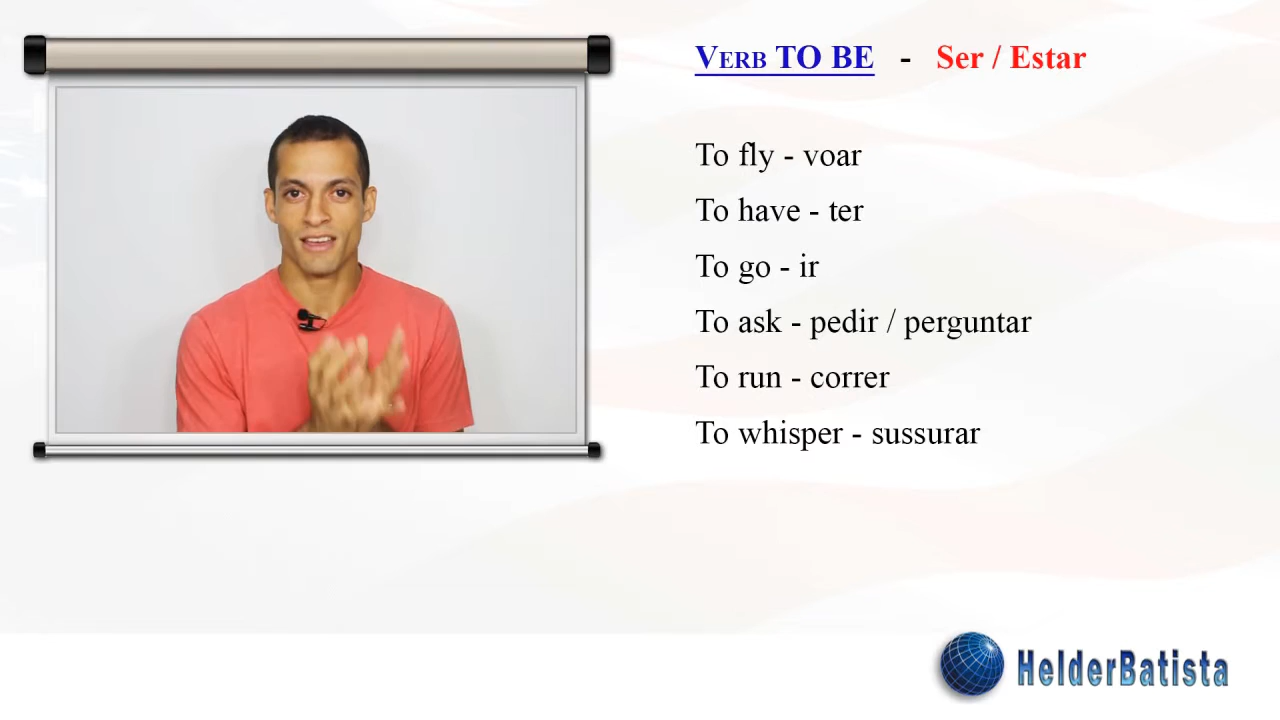 VERB TO BE - Ser / Estar
To fly - voar
To have - ter
To go - ir
To ask - pedir / perguntar
To run - correr
To whisper - sussurar
HelderBatista